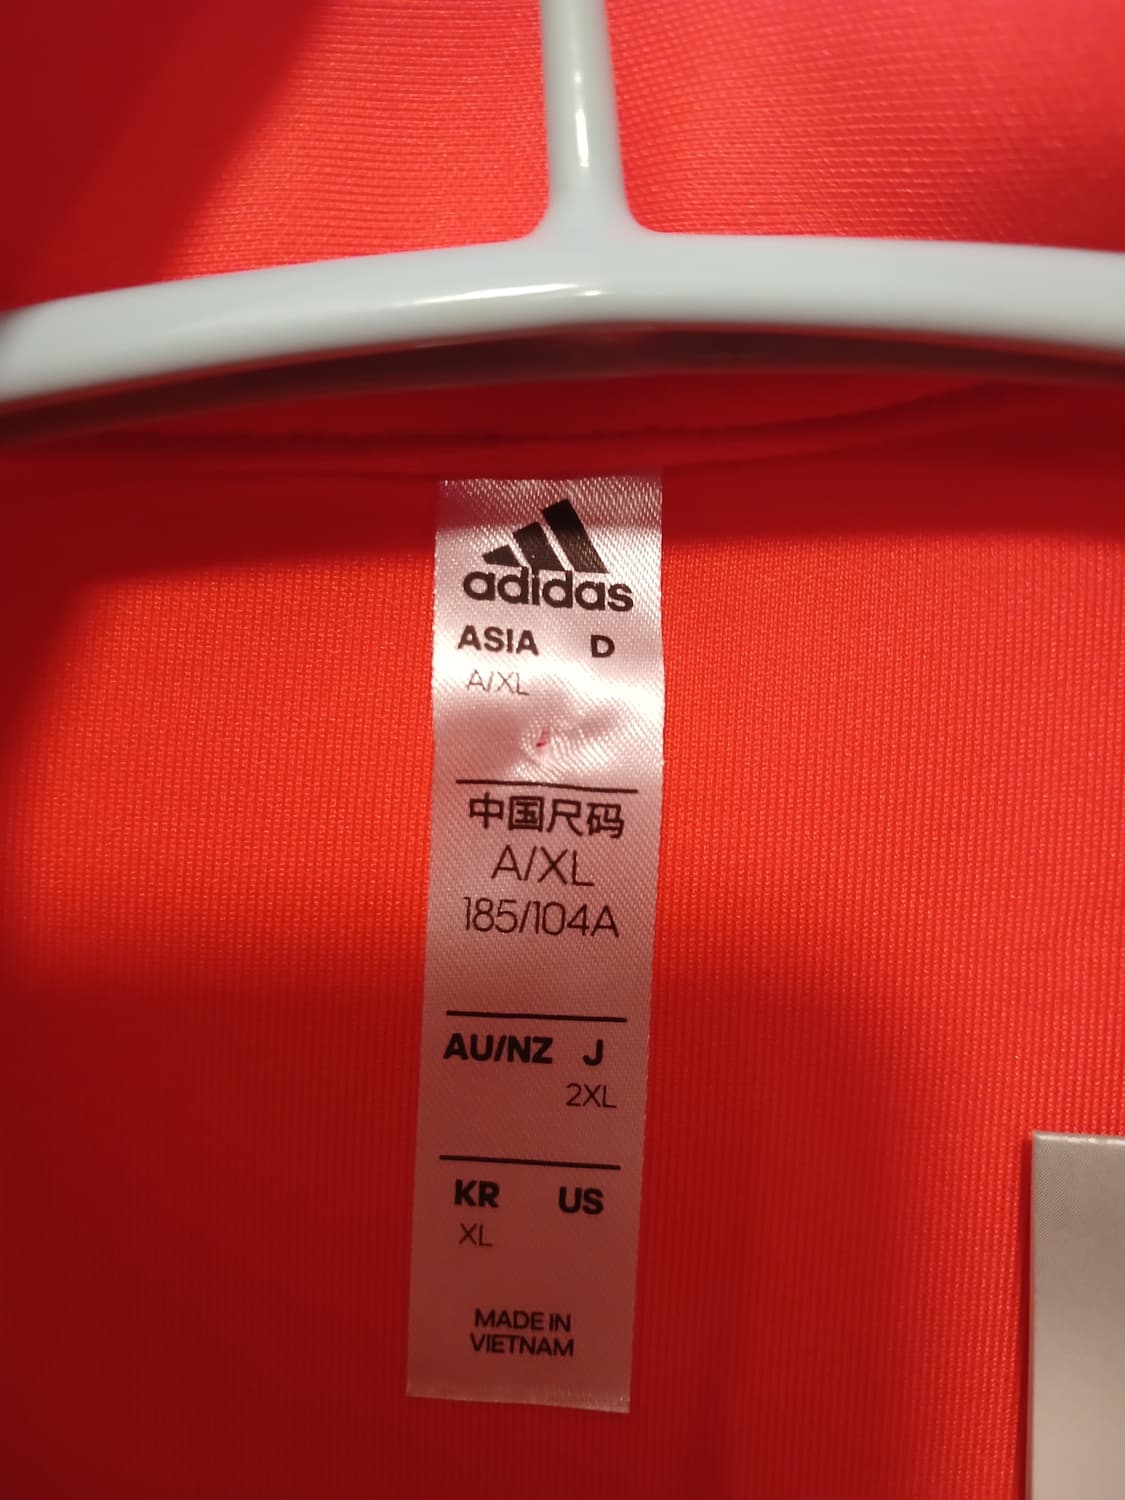 adidas
ASIA D
A/XL
中国尺码
A/XL
185/104A
AU/NZ J
2XL
KR US
XL
MADE IN
VIETNAM